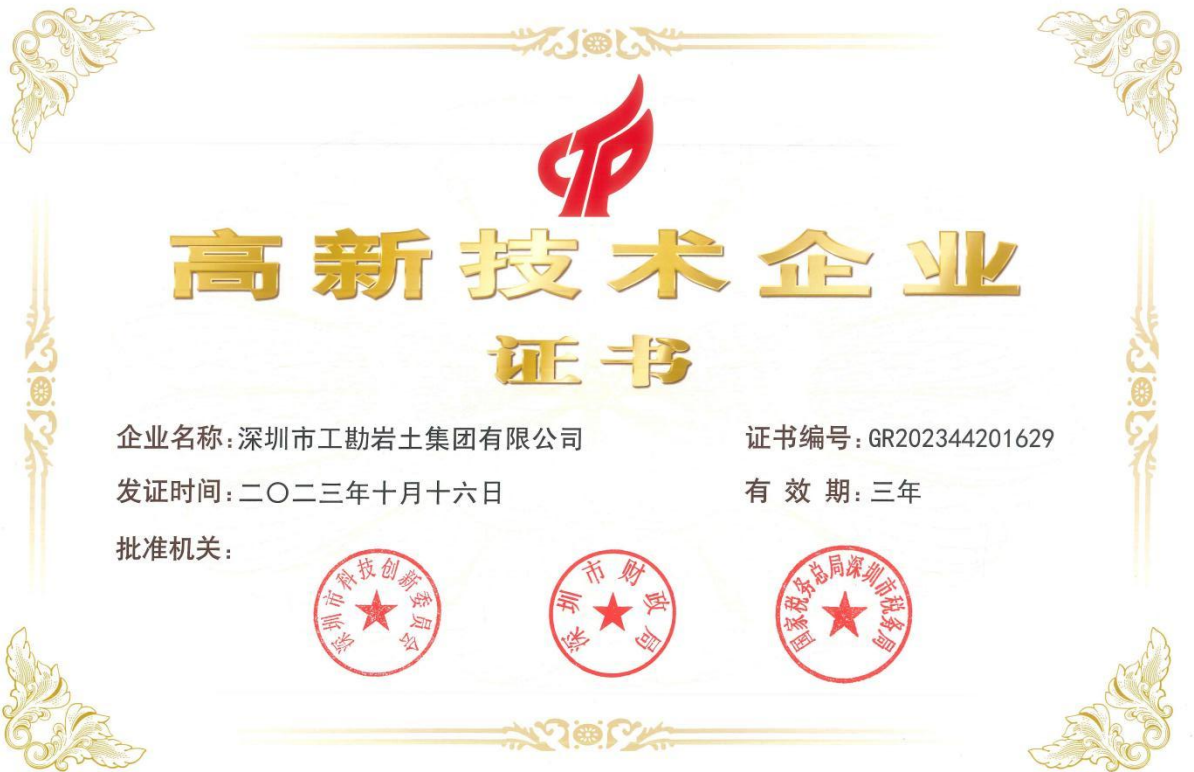 高新技术企业
证书
企业名称:深圳市工勘岩土集团有限公司
证书编号:GR202344201629
发证时间:二〇二三年十月十六日
有效期:三年
批准机关:
深圳市科技创新委员会
深圳市财政局
国家税务总局深圳市税务局